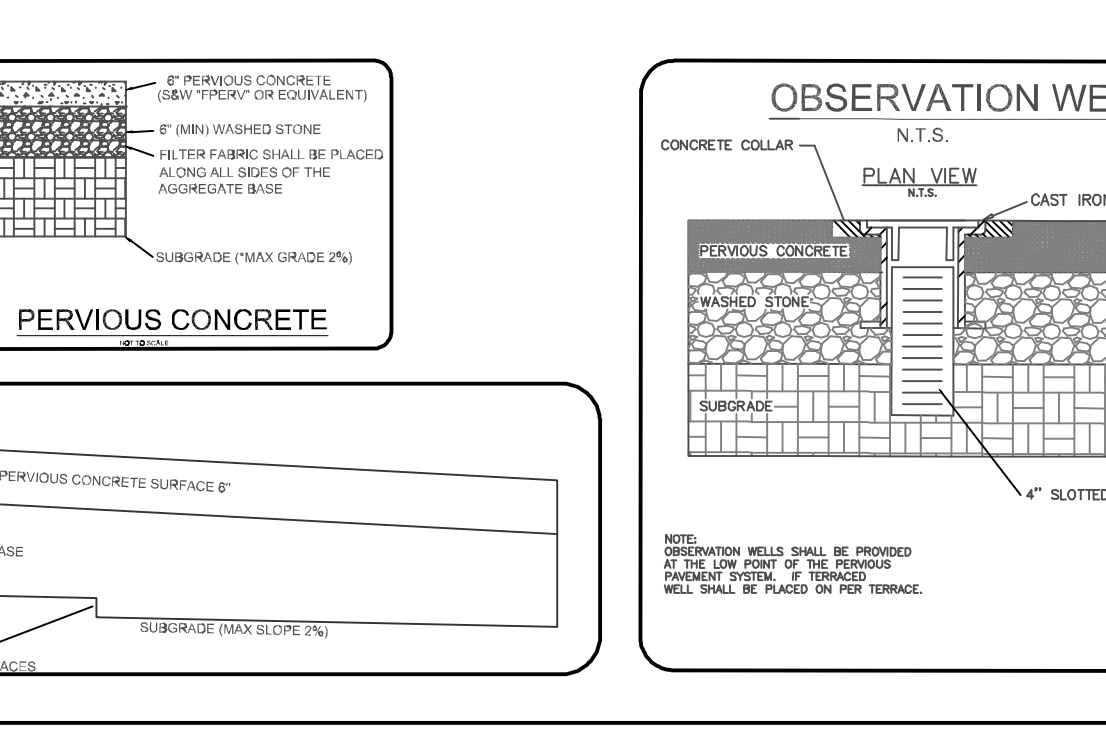 6" PERVIOUS CONCRETE
(S&W "FPERV" OR EQUIVALENT)
6" (MIN) WASHED STONE
FILTER FABRIC SHALL BE PLACED
ALONG ALL SIDES OF THE
AGGREGATE BASE
SUBGRADE (*MAX GRADE 2%)
PERVIOUS CONCRETE
NOT TO SCALE
PERVIOUS CONCRETE SURFACE 6"
ASE
SUBGRADE (MAX SLOPE 2%)
ACES
OBSERVATION WE
N.T.S.
CONCRETE COLLAR
PLAN VIEW
N.T.S.
CAST IRON
PERVIOUS CONCRETE
WASHED STONE
SUBGRADE
4" SLOTTED
NOTE:
OBSERVATION WELLS SHALL BE PROVIDED
AT THE LOW POINT OF THE PERVIOUS
PAVEMENT SYSTEM. IF TERRACED
WELL SHALL BE PLACED ON PER TERRACE.